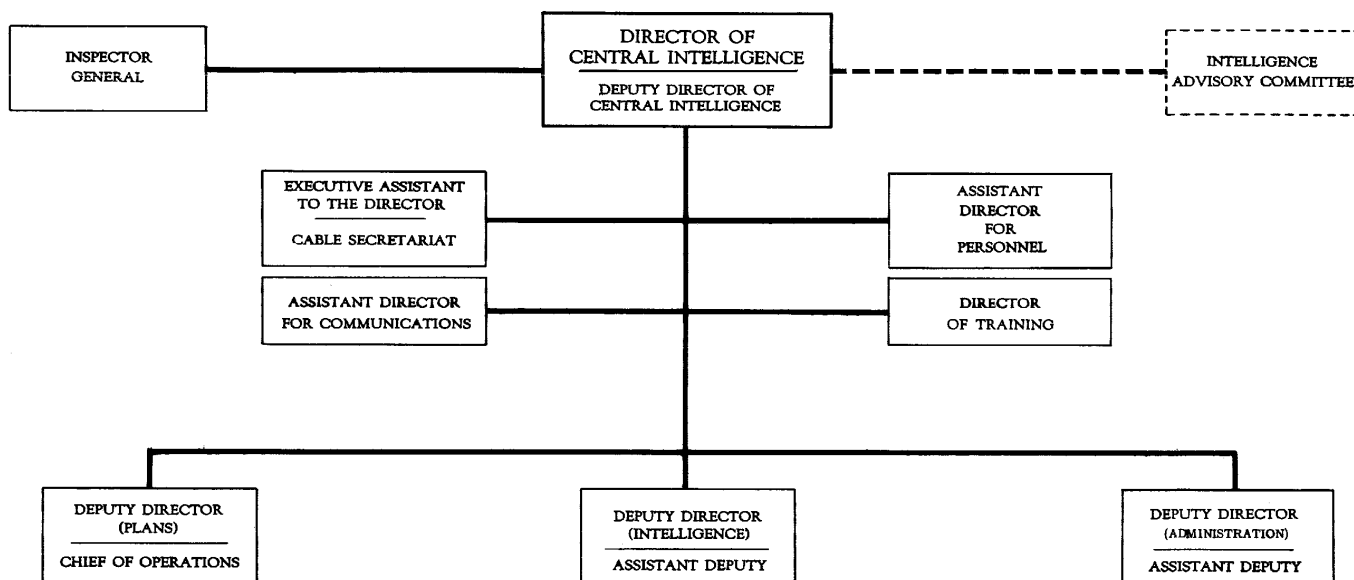 INSPECTOR
GENERAL
DIRECTOR OF
CENTRAL INTELLIGENCE
DEPUTY DIRECTOR OF
CENTRAL INTELLIGENCE
INTELLIGENCE
ADVISORY COMMITTEE
EXECUTIVE ASSISTANT
TO THE DIRECTOR
CABLE SECRETARIAT
ASSISTANT
DIRECTOR
FOR
PERSONNEL
ASSISTANT DIRECTOR
FOR COMMUNICATIONS
DIRECTOR
OF TRAINING
DEPUTY DIRECTOR
(PLANS)
CHIEF OF OPERATIONS
DEPUTY DIRECTOR
(INTELLIGENCE)
ASSISTANT DEPUTY
DEPUTY DIRECTOR
(ADMINISTRATION)
ASSISTANT DEPUTY